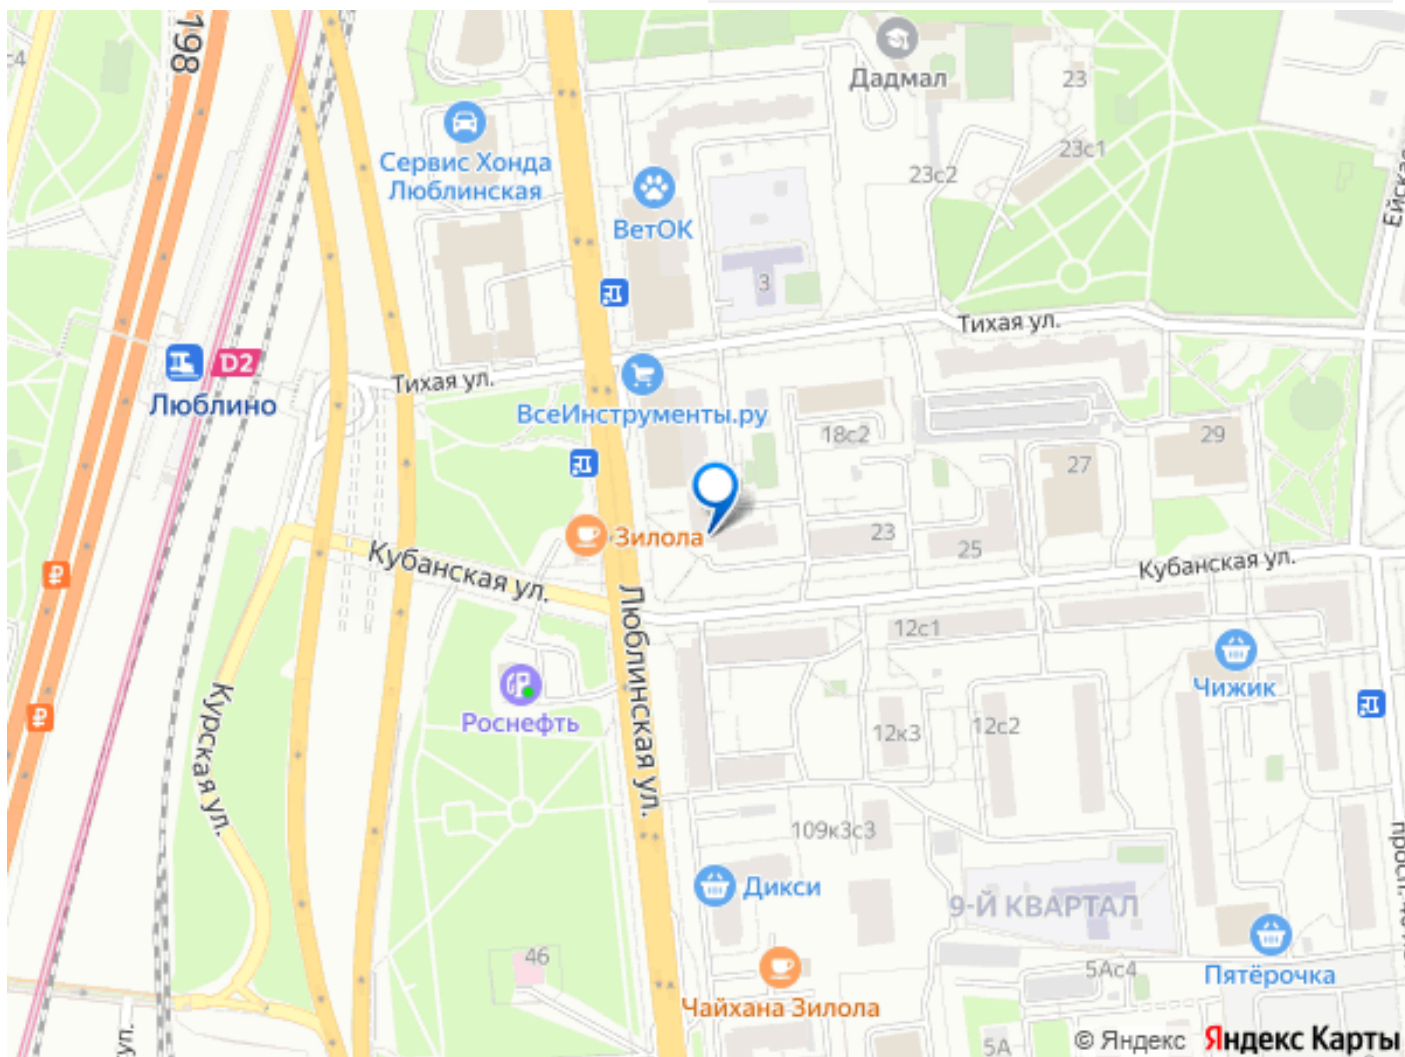 198
Дадмал
23
Сервис Хонда
Люблинская
23с1
23с2
ВетОК
3
Тихая ул.
D2
Люблино
Тихая ул.
ВсеИнструменты.ру
18с2
29
27
Зилола
23
25
Кубанская ул.
Кубанская ул.
Люблинская ул.
12с1
Чижик
Роснефть
Курская ул.
12к3
12с2
109к3с3
Дикси
9-Й КВАРТАЛ
46
5Ас4
Пятёрочка
Чайхана Зилола
ул.
5А
© Яндекс Яндекс Карты